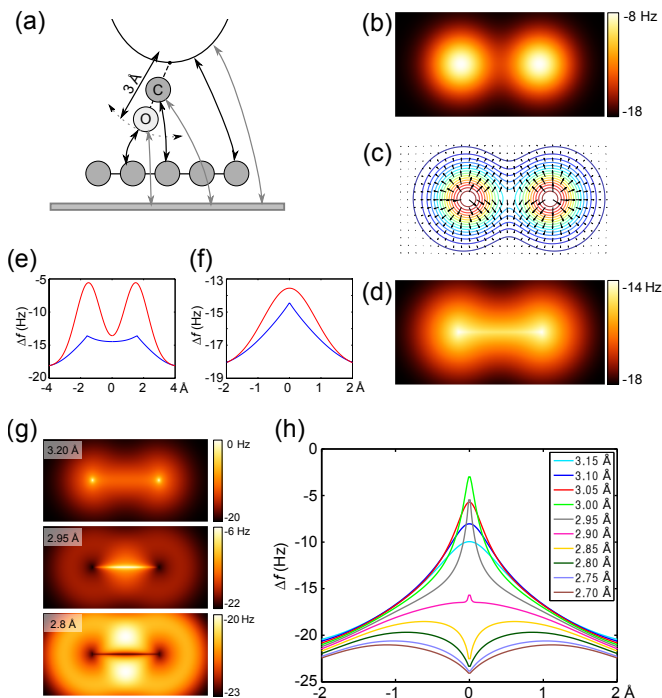 (a)
3 Å
C
O
(b)
-8 Hz
-18
(c)
(d)
-14 Hz
-18
(e)
Δf (Hz)
-5
-10
-15
-20
-4 -2 0 2 4 Å
(f)
Δf (Hz)
-13
-15
-17
-19
-2 -1 0 1 2 Å
(g)
3.20 Å
0 Hz
-20
2.95 Å
-6 Hz
-22
2.8 Å
-20 Hz
-23
(h)
Δf (Hz)
0
-5
-10
-15
-20
-25
-2 -1 0 1 2 Å
3.15 Å
3.10 Å
3.05 Å
3.00 Å
2.95 Å
2.90 Å
2.85 Å
2.80 Å
2.75 Å
2.70 Å